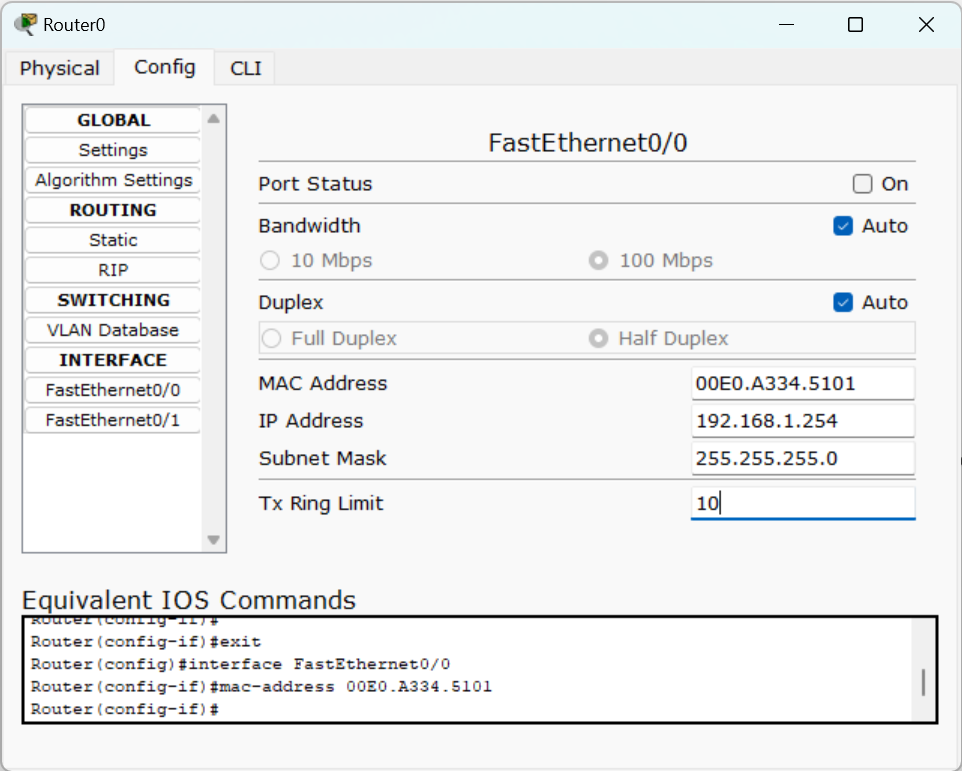 Router0
Physical Config CLI
GLOBAL
Settings
Algorithm Settings
ROUTING
Static
RIP
SWITCHING
VLAN Database
INTERFACE
FastEthernet0/0
FastEthernet0/1
FastEthernet0/0
Port Status On
Bandwidth Auto
10 Mbps 100 Mbps
Duplex Auto
Full Duplex Half Duplex
MAC Address 00E0.A334.5101
IP Address 192.168.1.254
Subnet Mask 255.255.255.0
Tx Ring Limit 10
Equivalent IOS Commands
Router(config-if)#
Router(config-if)#exit
Router(config)#interface FastEthernet0/0
Router(config-if)#mac-address 00E0.A334.5101
Router(config-if)#